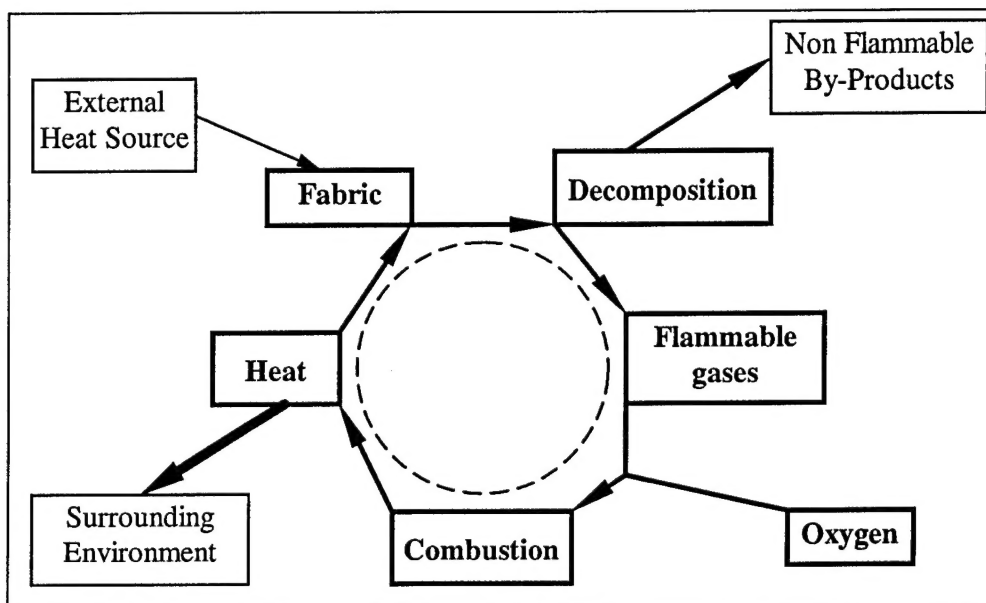 External
Heat Source
Non Flammable
By-Products
Fabric
Decomposition
Heat
Flammable
gases
Surrounding
Environment
Combustion
Oxygen